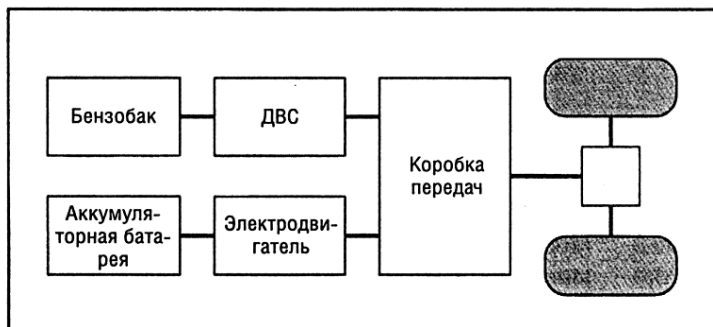 Бензобак
ДВС
Коробка
передач
Аккумуля-
торная бата-
рея
Электродви-
гатель